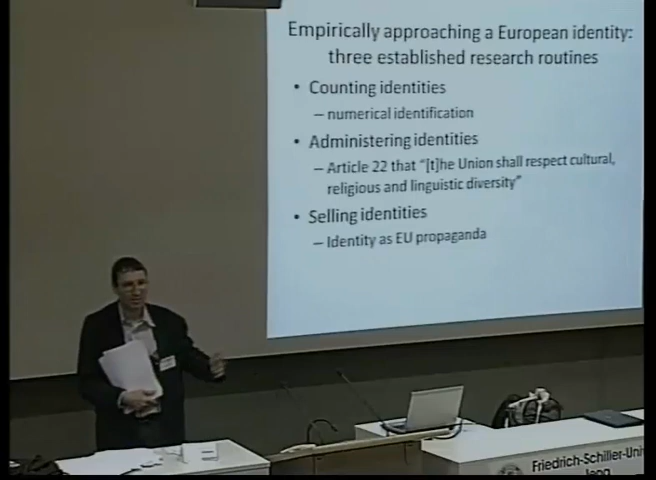 Empirically approaching a European identity:
three established research routines
• Counting identities
– numerical identification
• Administering identities
– Article 22 that “[t]he Union shall respect cultural,
religious and linguistic diversity”
• Selling identities
– Identity as EU propaganda
Friedrich-Schiller-Uni
Jena